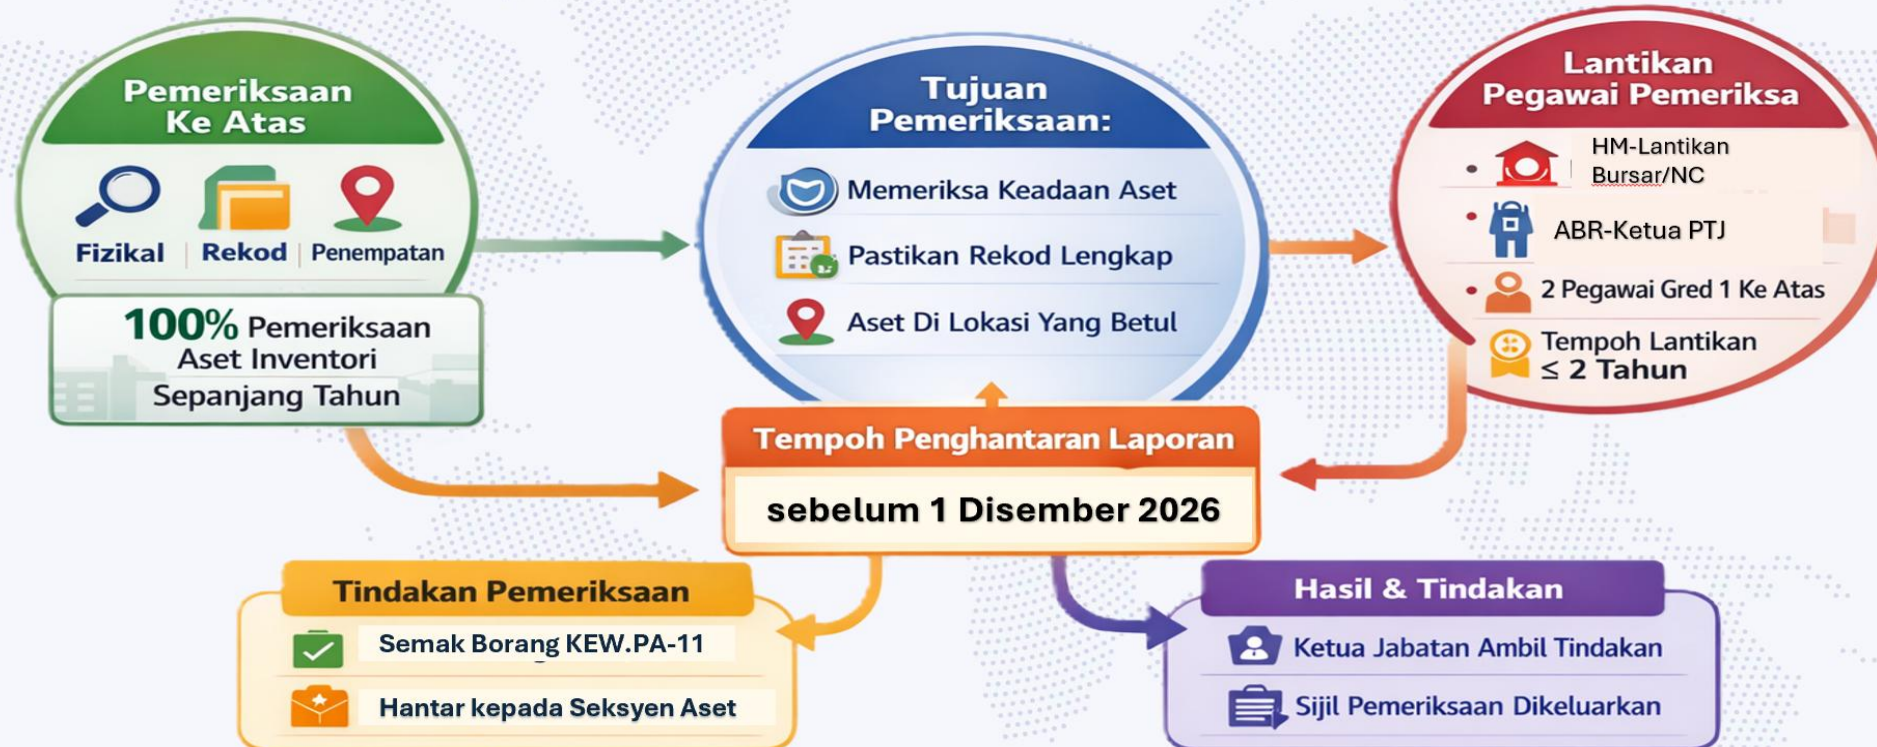 Pemeriksaan
Ke Atas
Fizikal
Rekod
Penempatan
100% Pemeriksaan
Aset Inventori
Sepanjang Tahun
Tujuan
Pemeriksaan:
Memeriksa Keadaan Aset
Pastikan Rekod Lengkap
Aset Di Lokasi Yang Betul
Lantikan
Pegawai Pemeriksa
HM-Lantikan
Bursar/NC
ABR-Ketua PTJ
2 Pegawai Gred 1 Ke Atas
Tempoh Lantikan
≤ 2 Tahun
Tempoh Penghantaran Laporan
sebelum 1 Disember 2026
Tindakan Pemeriksaan
Semak Borang KEW.PA-11
Hantar kepada Seksyen Aset
Hasil & Tindakan
Ketua Jabatan Ambil Tindakan
Sijil Pemeriksaan Dikeluarkan